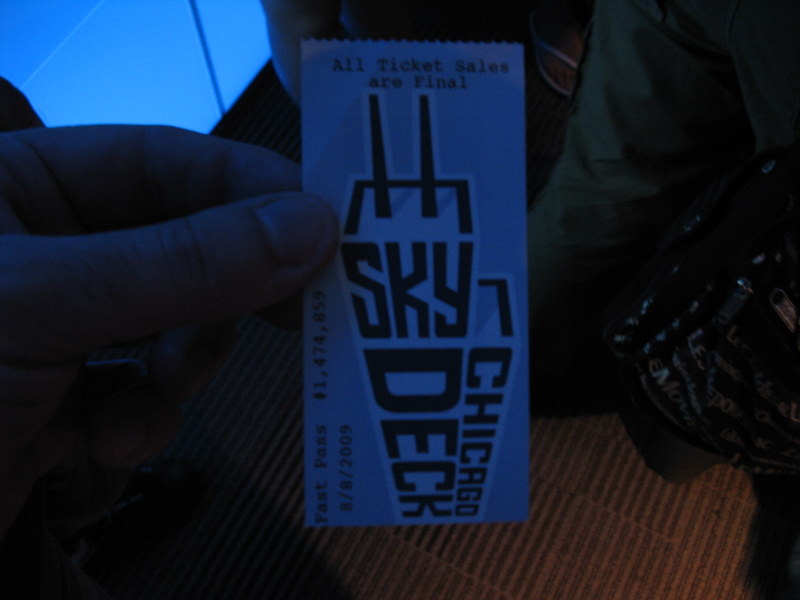 All Ticket Sales
are Final
SKY
DECK
CHICAGO
Fast Pass #1,474,859
8/8/2009